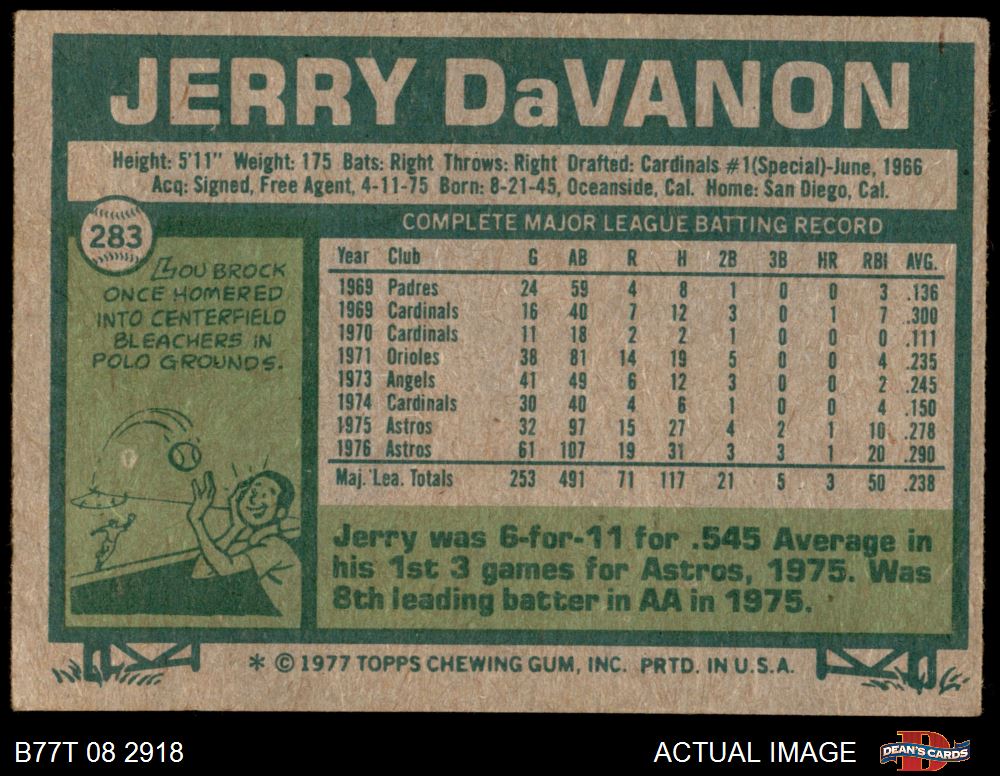 JERRY DaVANON
Height: 5'11" Weight: 175 Bats: Right Throws: Right Drafted: Cardinals #1(Special)-June, 1966
Acq: Signed, Free Agent, 4-11-75 Born: 8-21-45, Oceanside, Cal. Home: San Diego, Cal.
283
LOU BROCK
ONCE HOMERED
INTO CENTERFIELD
BLEACHERS IN
POLO GROUNDS.
COMPLETE MAJOR LEAGUE BATTING RECORD
Year Club G AB R H 2B 3B HR RBI AVG.
1969 Padres 24 59 4 8 1 0 0 3 .136
1969 Cardinals 16 40 7 12 3 0 1 7 .300
1970 Cardinals 11 18 2 2 1 0 0 0 .111
1971 Orioles 38 81 14 19 5 0 0 4 .235
1973 Angels 41 49 6 12 3 0 0 2 .245
1974 Cardinals 30 40 4 6 1 0 0 4 .150
1975 Astros 32 97 15 27 4 2 1 10 .278
1976 Astros 61 107 19 31 3 3 1 20 .290
Maj. Lea. Totals 253 491 71 117 21 5 3 50 .238
Jerry was 6-for-11 for .545 Average in
his 1st 3 games for Astros, 1975. Was
8th leading batter in AA in 1975.
* © 1977 TOPPS CHEWING GUM, INC. PRTD. IN U.S.A.
B77T 08 2918
ACTUAL IMAGE
DEAN'S CARDS